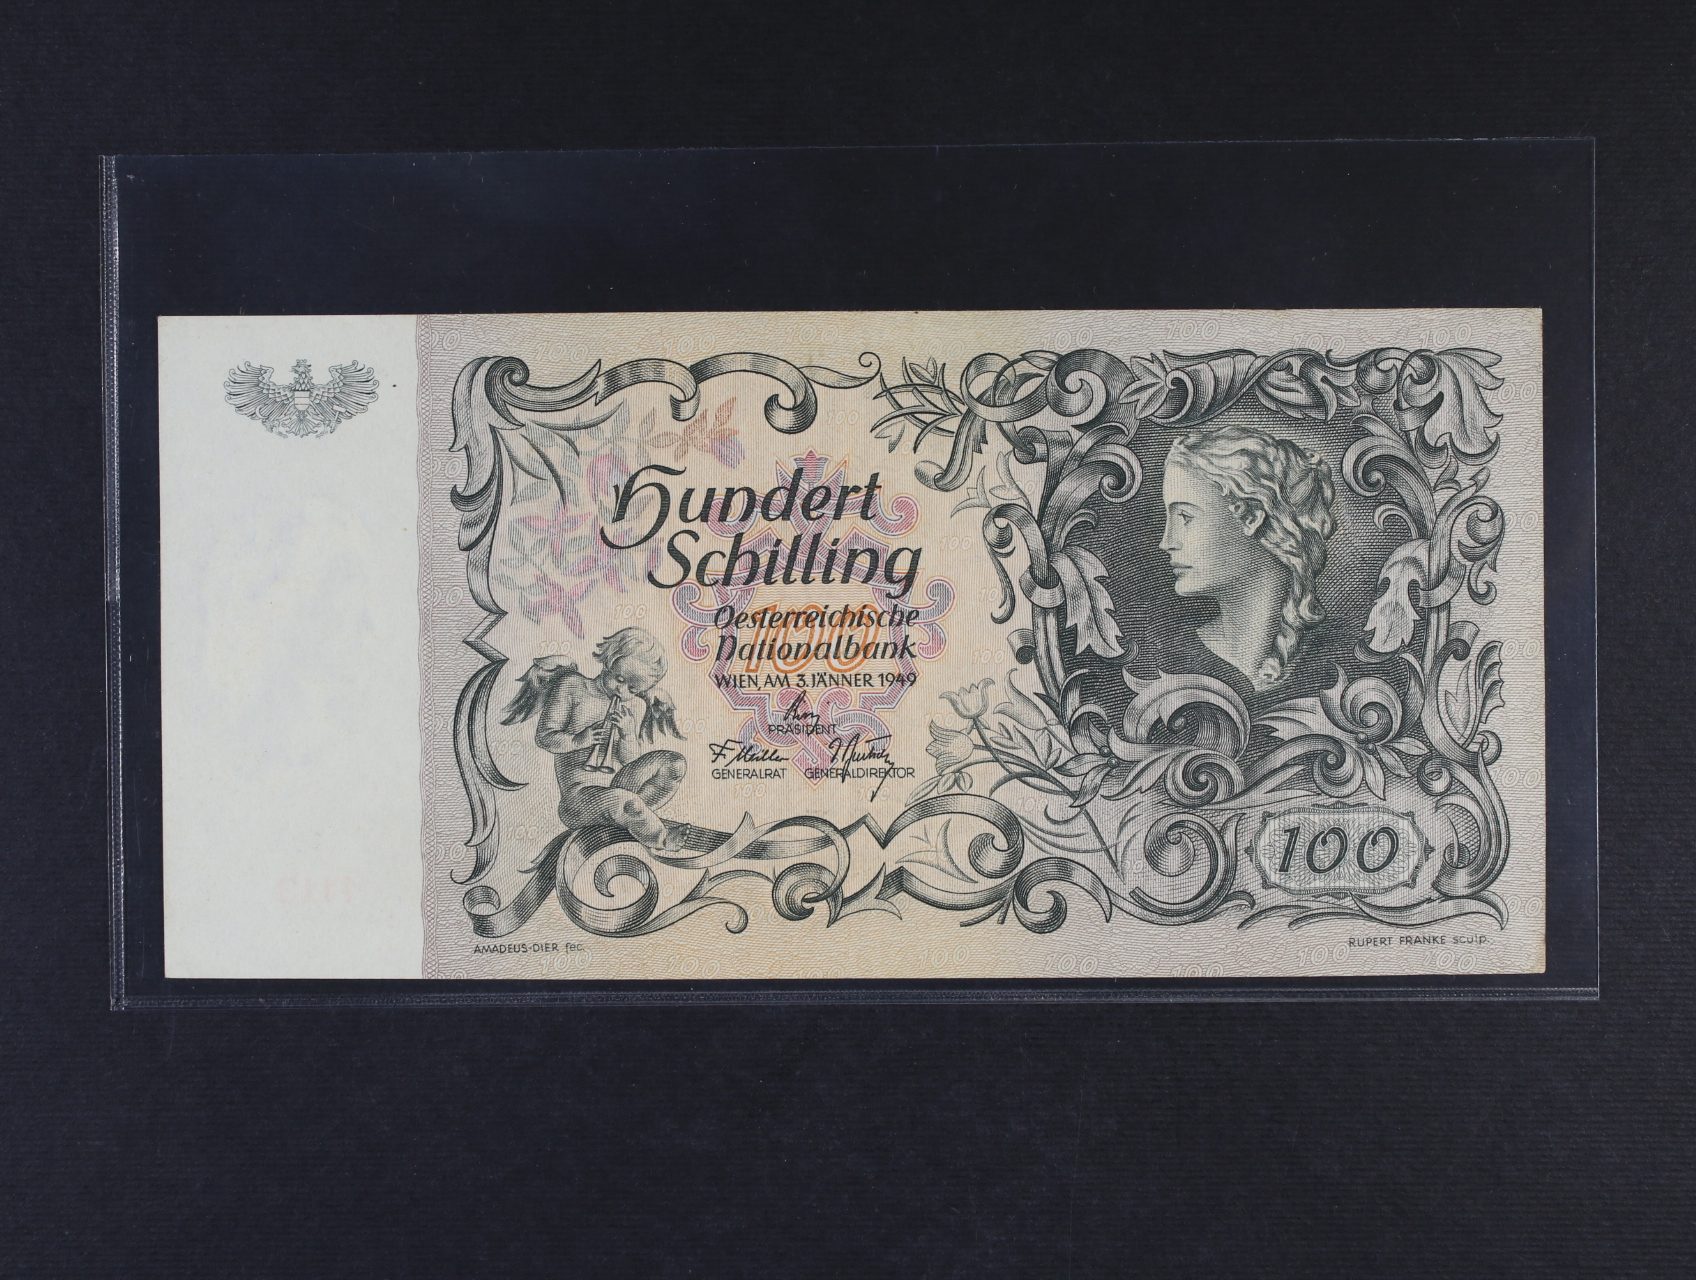 Hundert
Schilling
Oesterreichische
Nationalbank
100
WIEN, AM 3. JÄNNER 1949
PRÄSIDENT
GENERALRAT GENERALDIREKTOR
100
AMADEUS-DIER fec.
RUPERT FRANKE sculp.